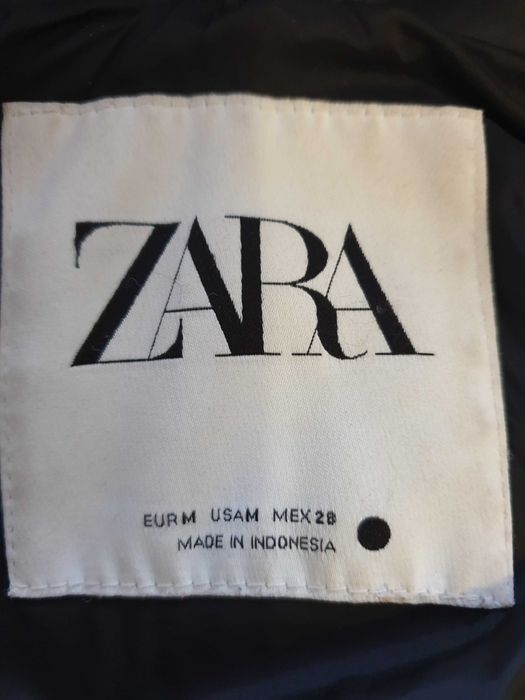 ZARA
EUR M USA M MEX 28
MADE IN INDONESIA